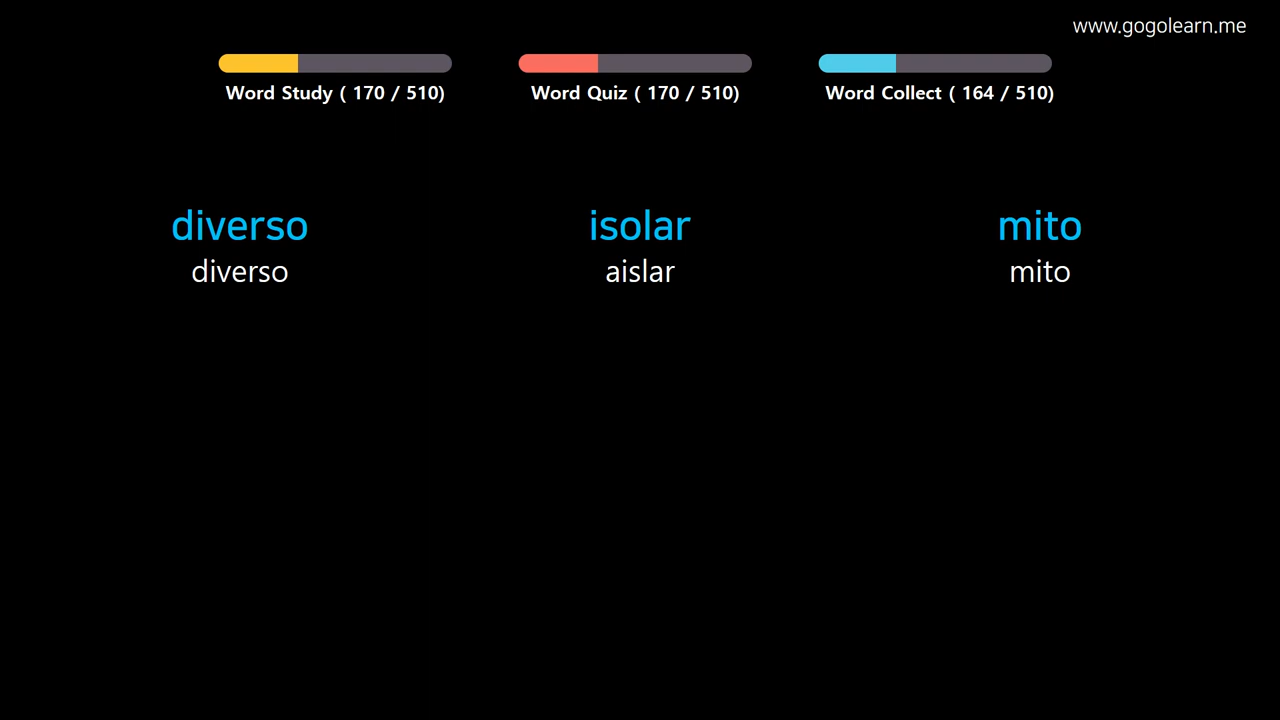 www.gogolearn.me
Word Study ( 170 / 510)
Word Quiz ( 170 / 510)
Word Collect ( 164 / 510)
diverso
diverso
isolar
aislar
mito
mito